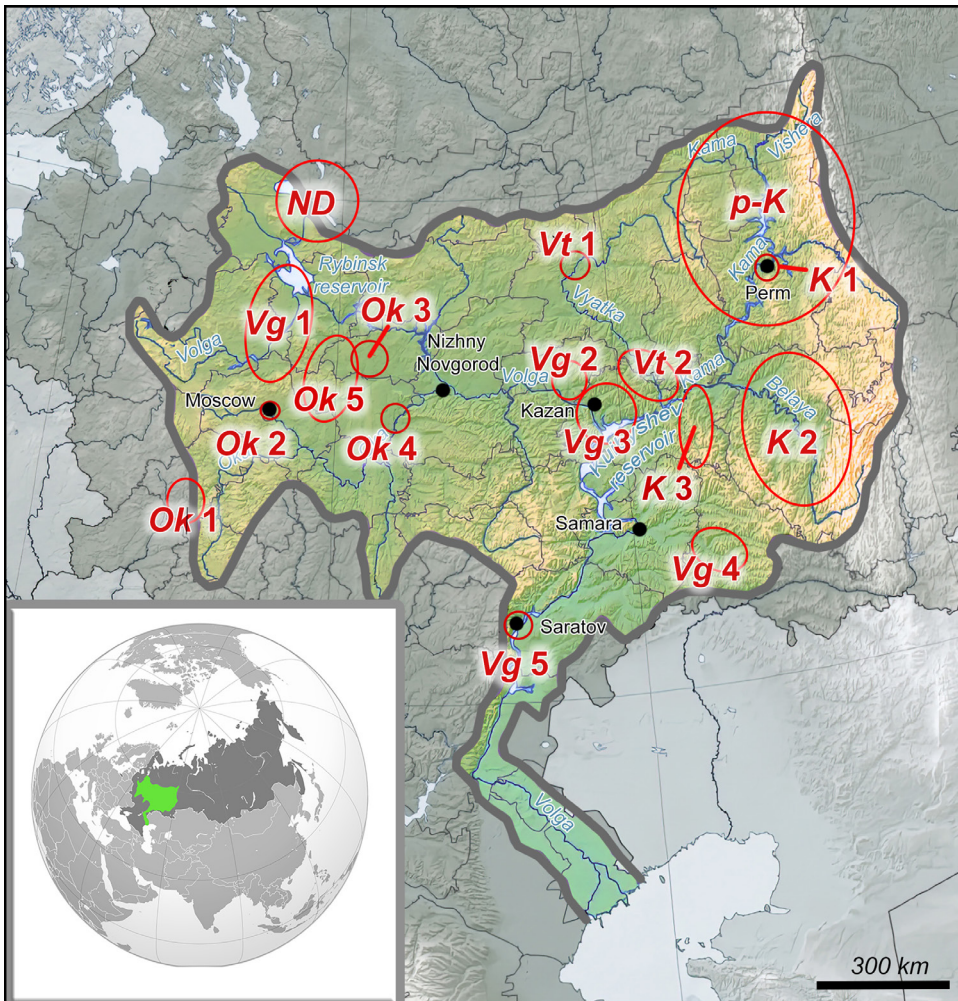 Kama
Vishera
ND
p-K
Vt 1
Rybinsk
reservoir
Kama
K 1
Perm
Ok 3
Vyatka
Vg 1
Nizhny
Novgorod
Volga
Vg 2
Volga
Vt 2
Kama
Ok 5
Moscow
Kazan
Belaya
Ok 2
Ok 4
Vg 3
Kuibyshev
reservoir
K 2
K 3
Ok 1
Samara
Vg 4
Saratov
Vg 5
Volga
300 km